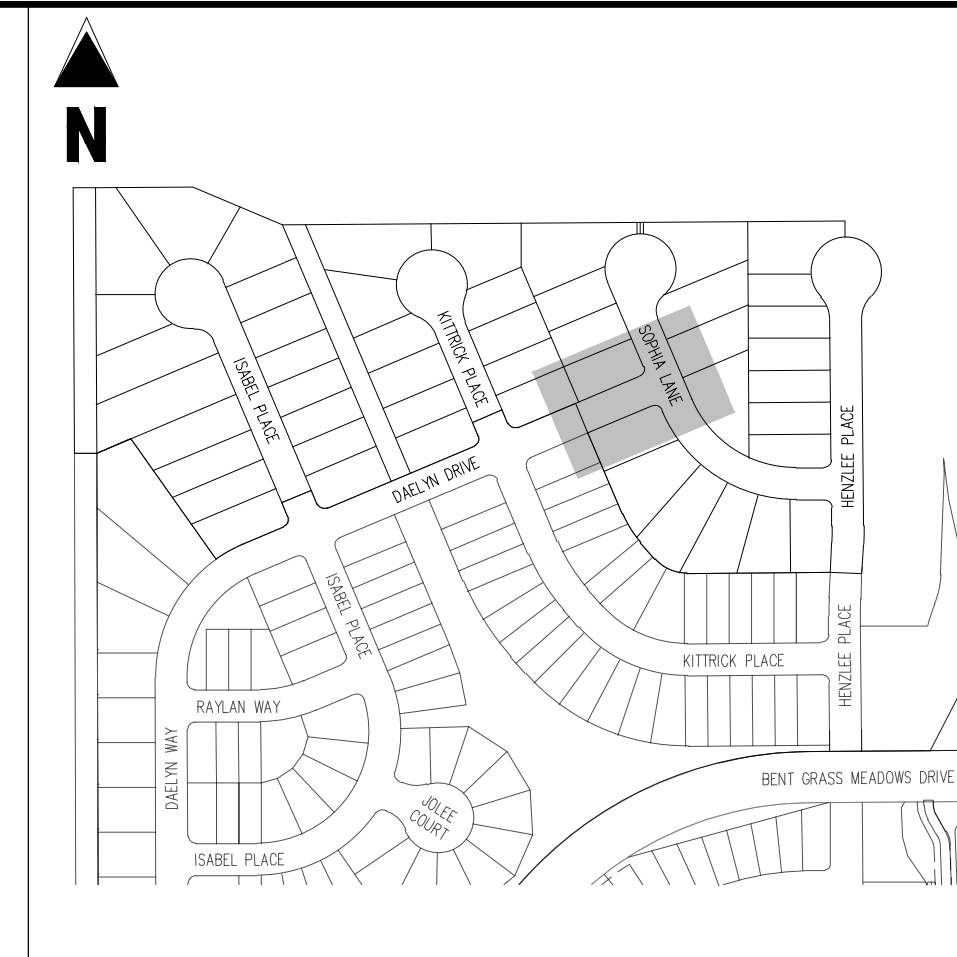 N
KITTRICK PLACE
SOPHIA LANE
ISABEL PLACE
HENZLEE PLACE
DAELYN DRIVE
ISABEL PLACE
HENZLEE PLACE
KITTRICK PLACE
RAYLAN WAY
DAELYN WAY
BENT GRASS MEADOWS DRIVE
JOLEE
COURT
ISABEL PLACE